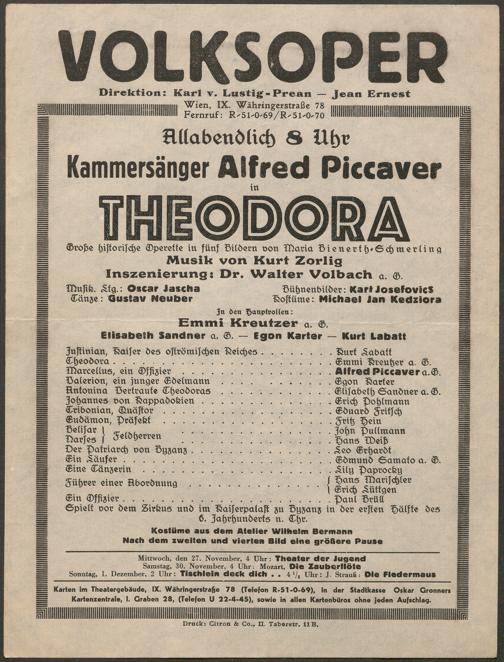 VOLKSOPER
Direktion: Karl v. Lustig-Prean — Jean Ernest
Wien, IX. Währingerstraße 78
Fernruf: R-51-0-69/R-51-0-70
Allabendlich 8 Uhr
Kammersänger Alfred Piccaver
in
THEODORA
Große historische Operette in fünf Bildern von Maria Bienerth-Schmerling
Musik von Kurt Zorlig
Inszenierung: Dr. Walter Volbach a. G.
Musik. Ltg.: Oscar Jascha Bühnenbilder: Karl Josefovics
Tänze: Gustav Neuber Kostüme: Michael Jan Kedziora
In den Hauptrollen:
Emmi Kreutzer a. G.
Elisabeth Sandner a. G. — Egon Karter — Kurt Labatt
Justinian, Kaiser des oströmischen Reiches Kurt Labatt
Theodora Emmi Kreutzer a. G.
Marcellus, ein Offizier Alfred Piccaver a. G.
Valerion, ein junger Edelmann Egon Karter
Antonina Vertraute Theodoras Elisabeth Sandner a. G.
Johannes von Kappadokien Erich Pohlmann
Tribonian, Quästor Eduard Fritsch
Eudämon, Präfekt Fritz Hein
Belisar } Feldherren John Pullmann
Narses } Hans Weiß
Der Patriarch von Byzanz Leo Erhardt
Ein Läufer Edmund Samato a. G.
Eine Tänzerin Lily Paprocky
Führer einer Abordnung { Hans Marischler
{ Erich Lüttgen
Ein Offizier Paul Brüll
Spielt vor dem Zirkus und im Kaiserpalast zu Byzanz in der ersten Hälfte des
6. Jahrhunderts n. Chr.
Kostüme aus dem Atelier Wilhelm Bermann
Nach dem zweiten und vierten Bild eine größere Pause
Mittwoch, den 27. November, 4 Uhr: Theater der Jugend
Samstag, 30. November, 4 Uhr: Mozart, Die Zauberflöte
Sonntag, 1. Dezember, 2 Uhr: Tischlein deck dich . . 4½ Uhr: J. Strauß: Die Fledermaus
Karten im Theatergebäude, IX. Währingerstraße 78 (Telefon R-51-0-69), in der Stadtkasse Oskar Gronners
Kartenzentrale, I. Graben 28, (Telefon U 22-4-45), sowie in allen Kartenbüros ohne jeden Aufschlag.
Druck: Citron & Co., II. Taborstr. 11 B.